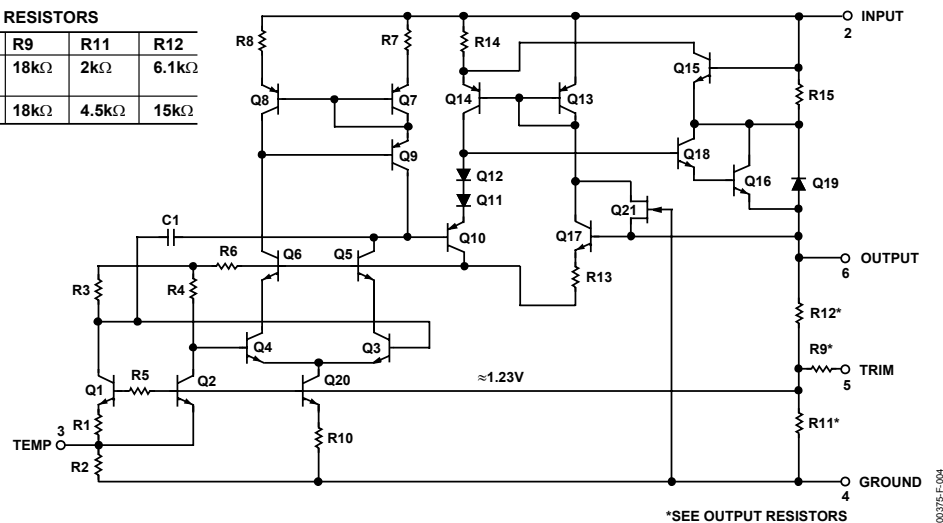 RESISTORS
R9 R11 R12
18kΩ 2kΩ 6.1kΩ
18kΩ 4.5kΩ 15kΩ
R8 R7 R14 INPUT
2
Q15
Q8 Q7 Q14 Q13 R15
Q9 Q18
Q12 Q16 Q19
Q11 Q21
C1
Q10 Q17
R6 Q6 Q5 OUTPUT
6
R3 R4 R13
R12*
Q4 Q3
R9*
≈1.23V TRIM
5
Q1 R5 Q2 Q20
R1 R11*
TEMP 3 R10
R2
GROUND
4
*SEE OUTPUT RESISTORS
00375-F-004